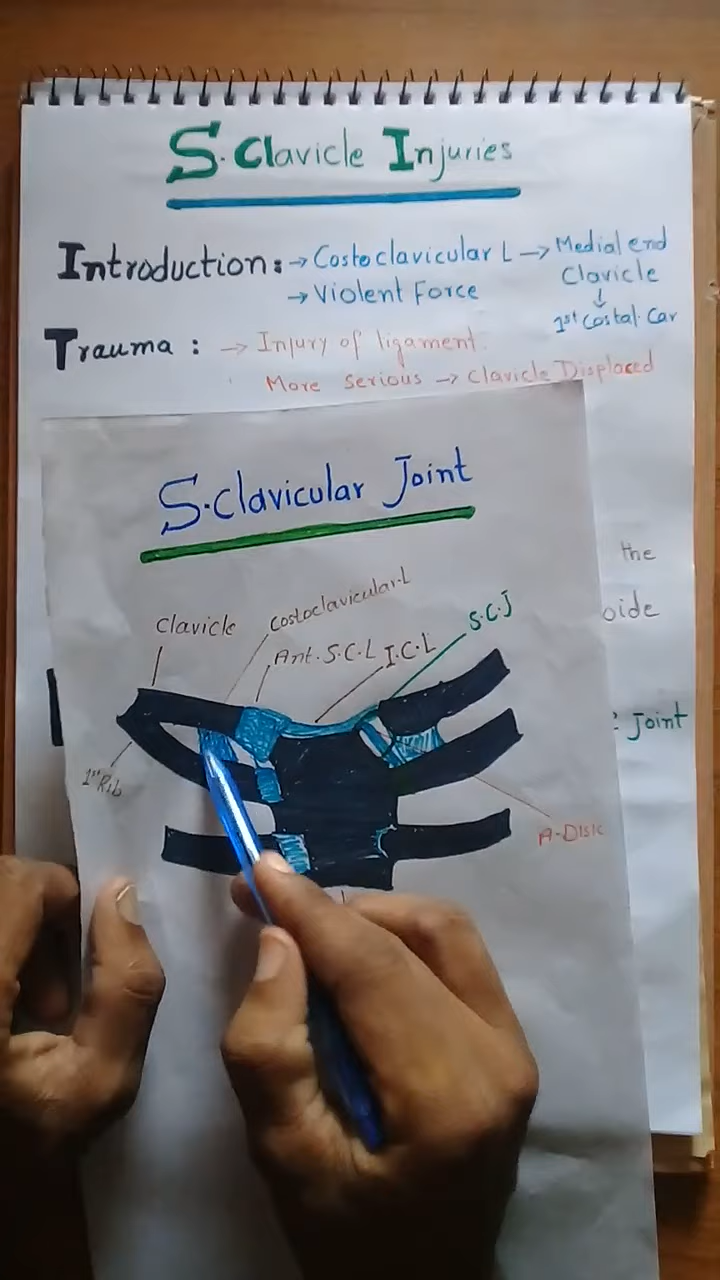 S.Clavicle Injuries
Introduction: → Costoclavicular L → Medial end
Clavicle
→ Violent Force
↓
1st Costal.Car
Trauma: → Injury of ligament.
More serious → Clavicle Displaced
S.Clavicular Joint
the
oide
Joint
Clavicle
Costoclavicular.L
Ant.S.C.L
I.C.L
S.C.J
1st Rib
A-Disk